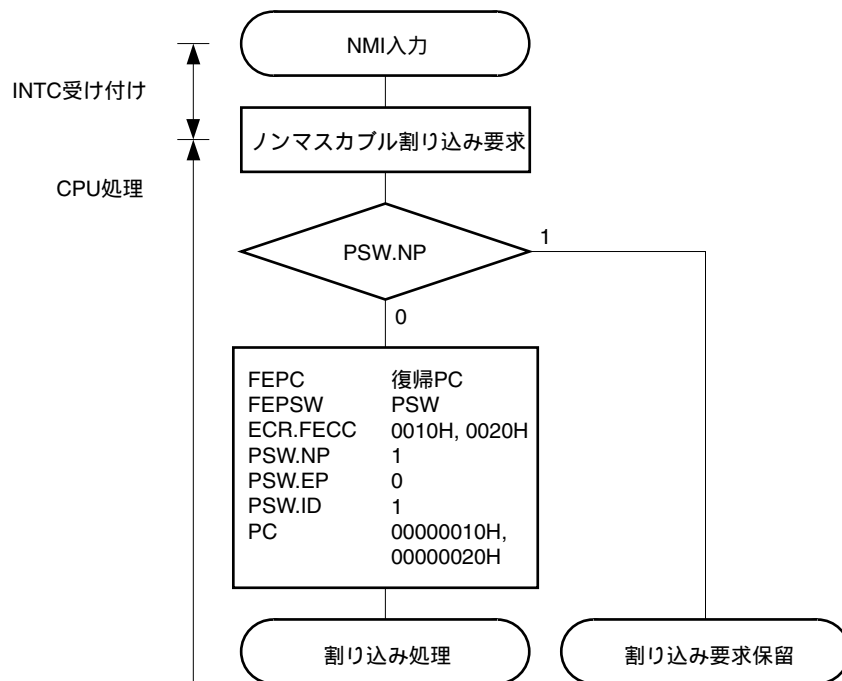 NMI入力
INTC受け付け
ノンマスカブル割り込み要求
CPU処理
PSW.NP
1
0
FEPC 復帰PC
FEPSW PSW
ECR.FECC 0010H, 0020H
PSW.NP 1
PSW.EP 0
PSW.ID 1
PC 00000010H,
00000020H
割り込み処理
割り込み要求保留